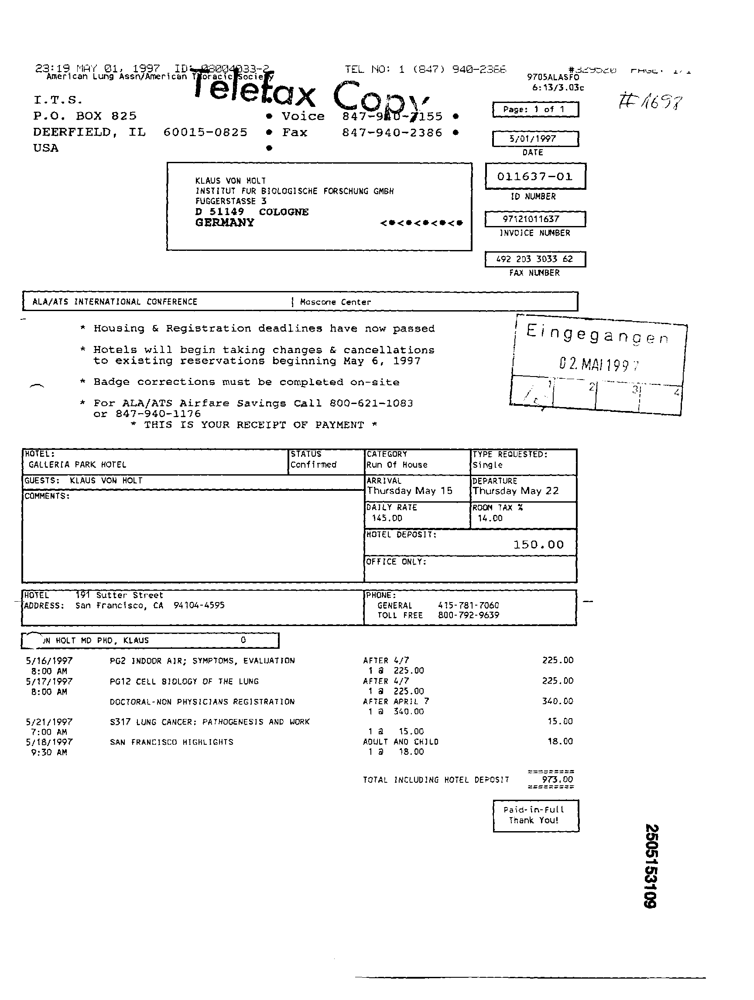 23:19 MAY 01, 1997 ID: TEL NO: 1 (847) 940-2366 #329520 PAGE: 1/1
American Lung Assn/American Thoracic Society 9705ALASFO
6:13/3.03c
Telefax Copy
#1698
I.T.S.
P.O. BOX 825 • Voice 847-940-7155 •
DEERFIELD, IL 60015-0825 • Fax 847-940-2386 •
USA •
Page: 1 of 1
5/01/1997
DATE
011637-01
ID NUMBER
97121011637
INVOICE NUMBER
492 203 3033 62
FAX NUMBER
KLAUS VON HOLT
INSTITUT FUR BIOLOGISCHE FORSCHUNG GMBH
FUGGERSTASSE 3
D 51149 COLOGNE
GERMANY <•<•<•<•<•
ALA/ATS INTERNATIONAL CONFERENCE | Moscone Center
* Housing & Registration deadlines have now passed
* Hotels will begin taking changes & cancellations
to existing reservations beginning May 6, 1997
* Badge corrections must be completed on-site
* For ALA/ATS Airfare Savings Call 800-621-1083
or 847-940-1176
* THIS IS YOUR RECEIPT OF PAYMENT *
Eingegangen
02. MAI 1997
1 2 3 4
HOTEL: STATUS CATEGORY TYPE REQUESTED:
GALLERIA PARK HOTEL Confirmed Run Of House Single
GUESTS: KLAUS VON HOLT ARRIVAL DEPARTURE
Thursday May 15 Thursday May 22
COMMENTS:
DAILY RATE ROOM TAX %
145.00 14.00
HOTEL DEPOSIT:
150.00
OFFICE ONLY:
HOTEL 191 Sutter Street PHONE:
ADDRESS: San Francisco, CA 94104-4595 GENERAL 415-781-7060
TOLL FREE 800-792-9639
ON HOLT MD PHD, KLAUS 0
5/16/1997 PG2 INDOOR AIR; SYMPTOMS, EVALUATION AFTER 4/7 225.00
8:00 AM 1 @ 225.00
5/17/1997 PG12 CELL BIOLOGY OF THE LUNG AFTER 4/7 225.00
8:00 AM 1 @ 225.00
DOCTORAL-NON PHYSICIANS REGISTRATION AFTER APRIL 7 340.00
1 @ 340.00
5/21/1997 S317 LUNG CANCER: PATHOGENESIS AND WORK 15.00
7:00 AM 1 @ 15.00
5/18/1997 SAN FRANCISCO HIGHLIGHTS ADULT AND CHILD 18.00
9:30 AM 1 @ 18.00
=========
TOTAL INCLUDING HOTEL DEPOSIT 973.00
=========
Paid-in-Full
Thank You!
2505153109